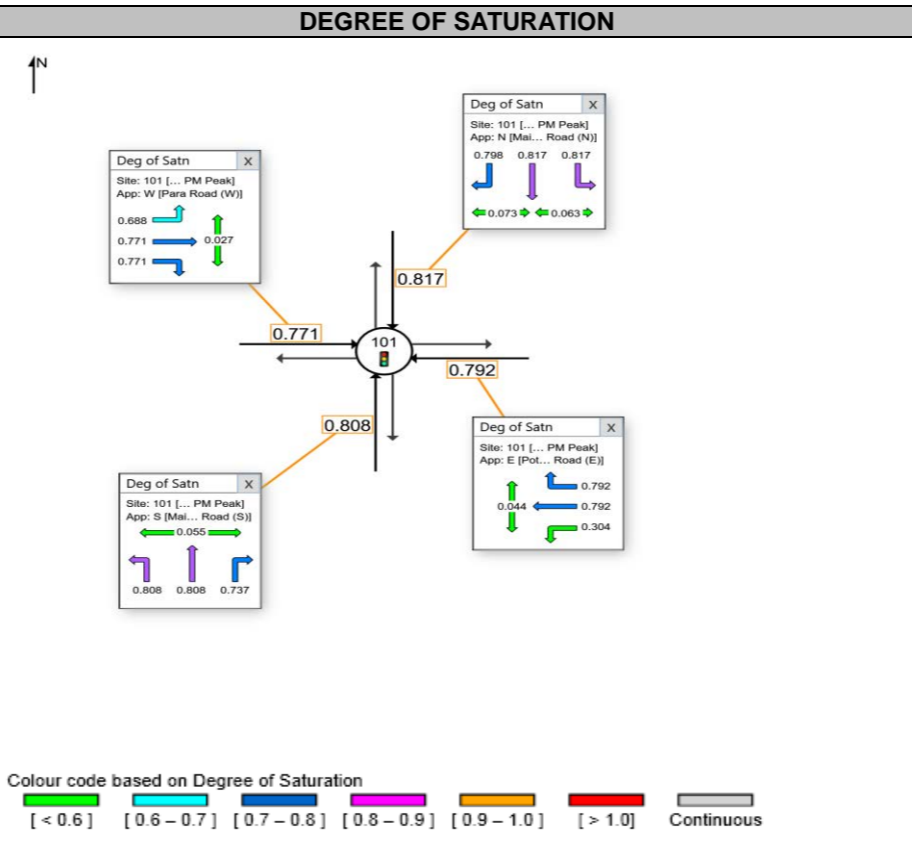 DEGREE OF SATURATION
N
Deg of Satn X
Site: 101 [... PM Peak]
App: N [Mai... Road (N)]
0.798 0.817 0.817
0.073 0.063
Deg of Satn X
Site: 101 [... PM Peak]
App: W [Para Road (W)]
0.688
0.771 0.027
0.771
0.817
0.771
101
0.792
0.808
Deg of Satn X
Site: 101 [... PM Peak]
App: E [Pot... Road (E)]
0.792
0.044 0.792
0.304
Deg of Satn X
Site: 101 [... PM Peak]
App: S [Mai... Road (S)]
0.055
0.808 0.808 0.737
Colour code based on Degree of Saturation
[ < 0.6 ] [ 0.6 – 0.7 ] [ 0.7 – 0.8 ] [ 0.8 – 0.9 ] [ 0.9 – 1.0 ] [ > 1.0] Continuous